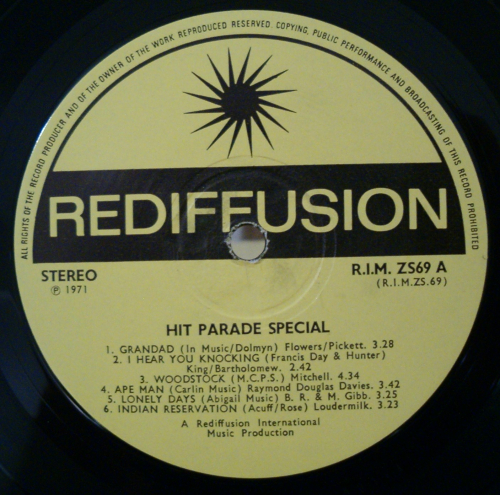 ALL RIGHTS OF THE RECORD PRODUCER AND OF THE OWNER OF THE WORK REPRODUCED RESERVED. COPYING, PUBLIC PERFORMANCE AND BROADCASTING OF THIS RECORD PROHIBITED
REDIFFUSION
STEREO
℗ 1971
R.I.M. ZS69 A
(R.I.M.ZS.69)
HIT PARADE SPECIAL
1. GRANDAD (In Music/Dolmyn) Flowers/Pickett. 3.28
2. I HEAR YOU KNOCKING (Francis Day & Hunter)
King/Bartholomew. 2.42
3. WOODSTOCK (M.C.P.S.) Mitchell. 4.34
4. APE MAN (Carlin Music) Raymond Douglas Davies. 3.42
5. LONELY DAYS (Abigail Music) B. R. & M. Gibb. 3.25
6. INDIAN RESERVATION (Acuff/Rose) Loudermilk. 3.23
A Rediffusion International
Music Production